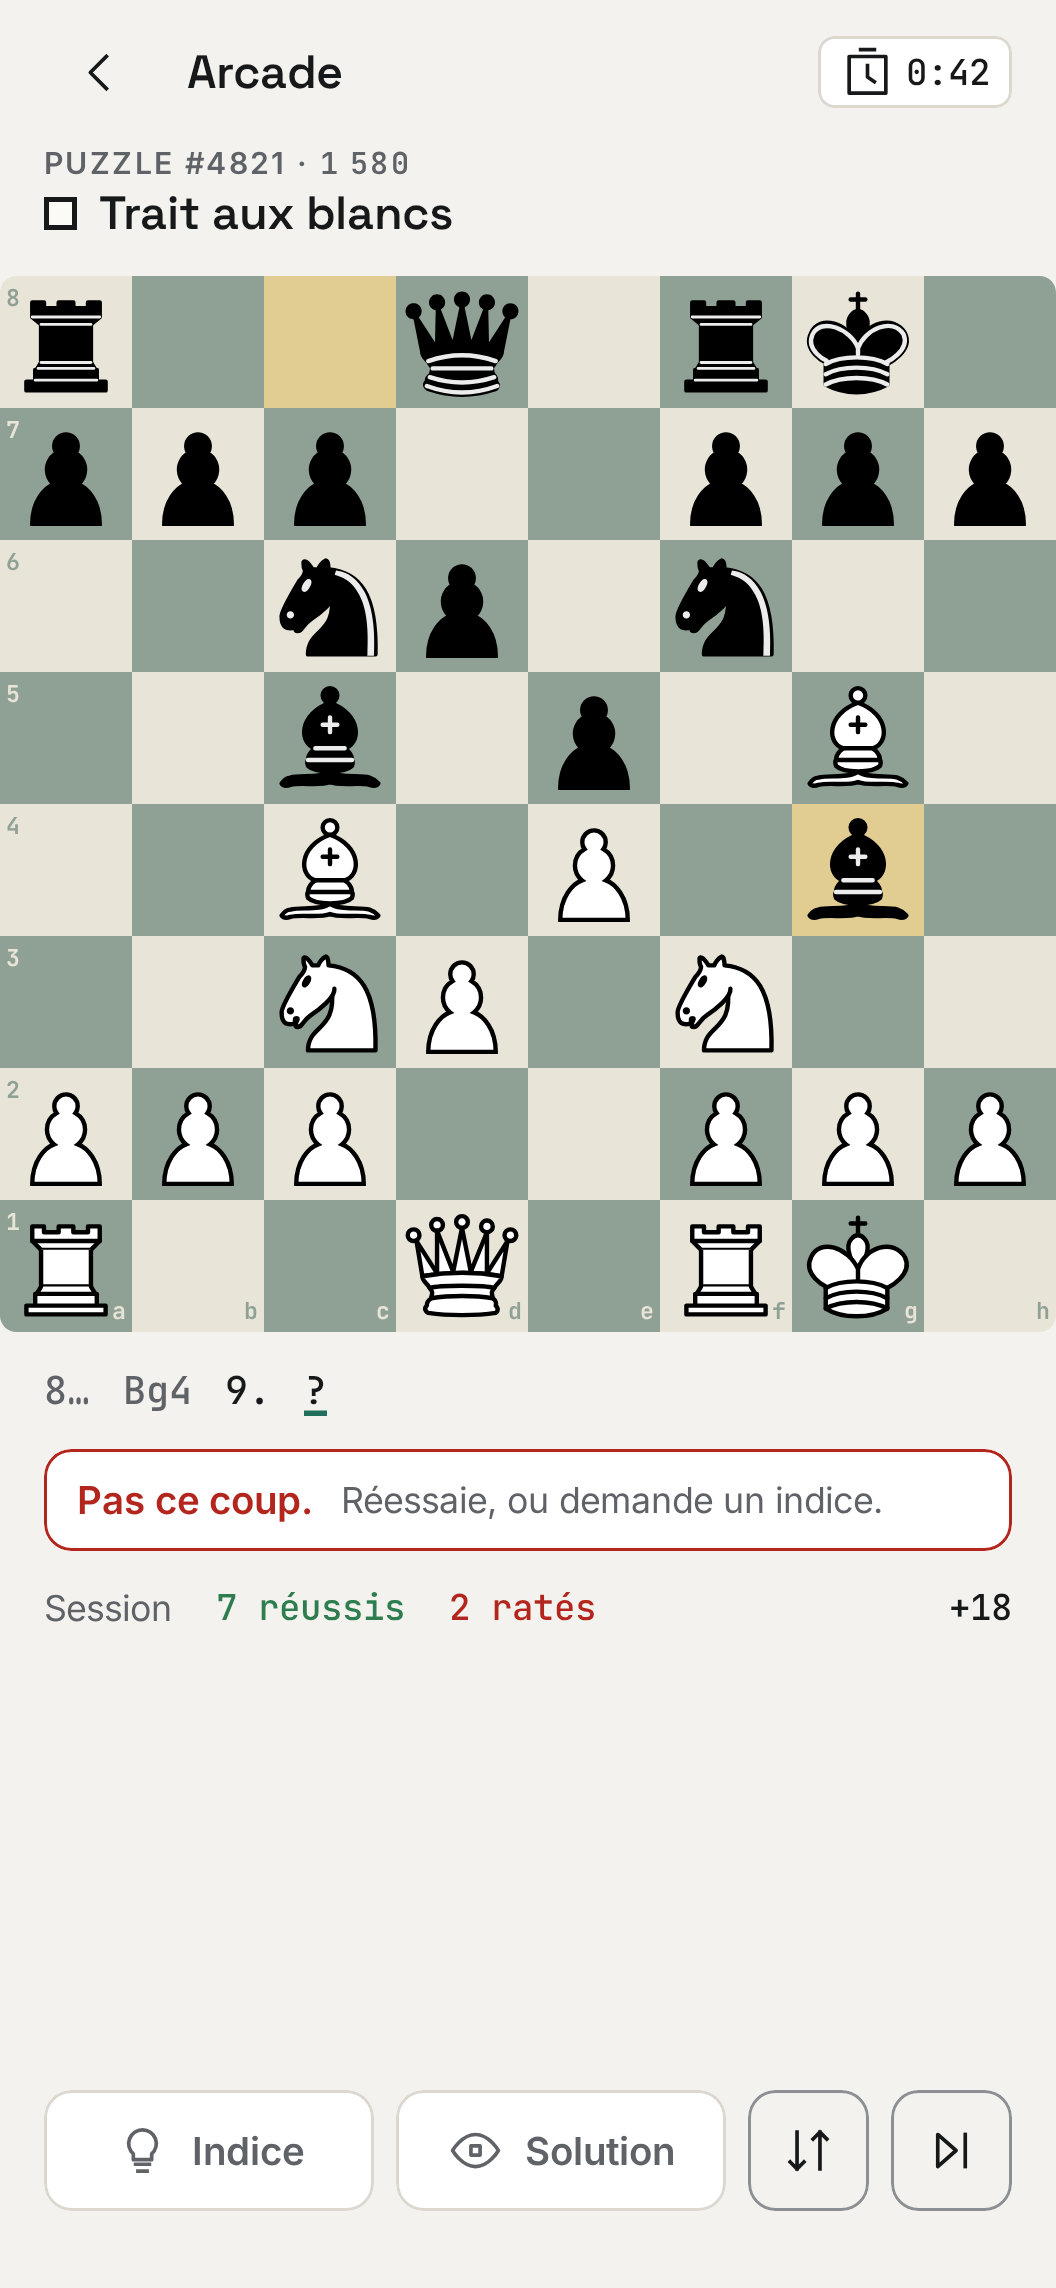 Arcade
0:42
PUZZLE #4821 · 1 580
Trait aux blancs
8
7
6
5
4
3
2
1
a b c d e f g h
8… Bg4 9. ?
Pas ce coup. Réessaie, ou demande un indice.
Session 7 réussis 2 ratés +18
Indice
Solution